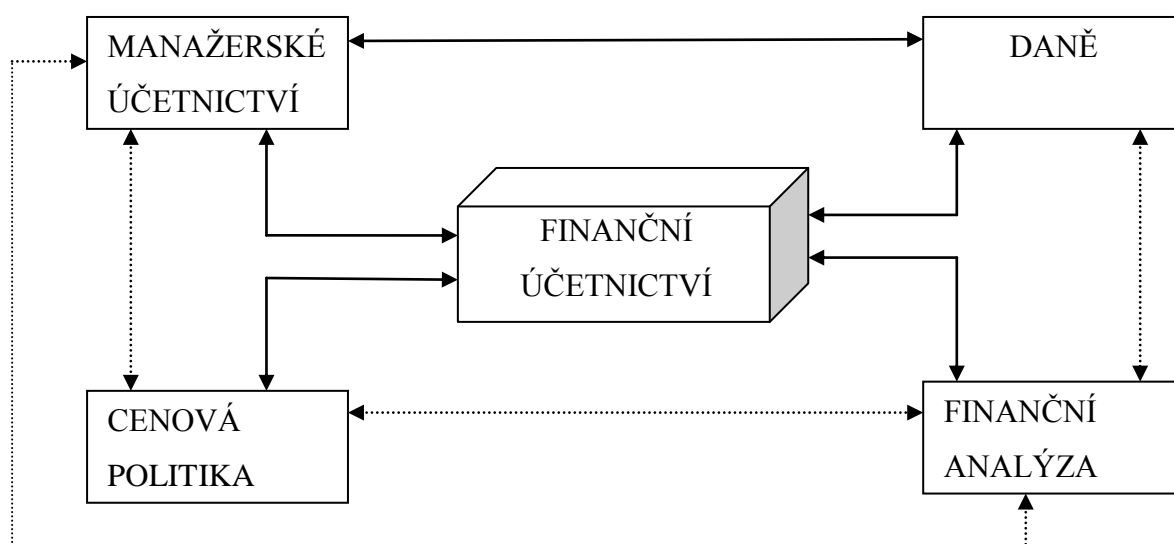 MANAŽERSKÉ
ÚČETNICTVÍ
DANĚ
FINANČNÍ
ÚČETNICTVÍ
CENOVÁ
POLITIKA
FINANČNÍ
ANALÝZA